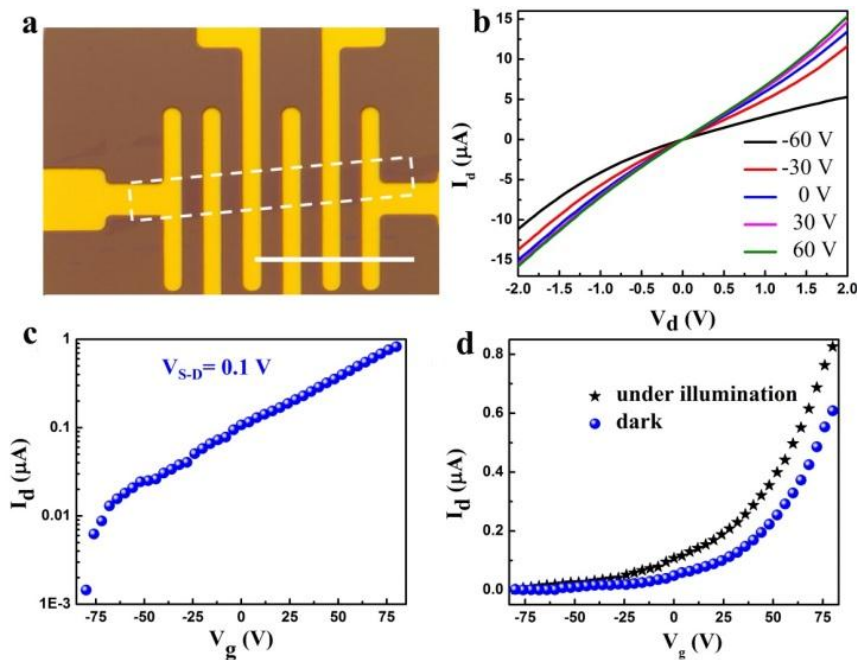 a
b
15
10
5
0
-5
-10
-15
I_d (μA)
-60 V
-30 V
0 V
30 V
60 V
-2.0 -1.5 -1.0 -0.5 0.0 0.5 1.0 1.5 2.0
V_d (V)
c
1
0.1
0.01
1E-3
I_d (μA)
V_S-D= 0.1 V
-75 -50 -25 0 25 50 75
V_g (V)
d
0.8
0.6
0.4
0.2
0.0
I_d (μA)
under illumination
dark
-75 -50 -25 0 25 50 75
V_g (V)